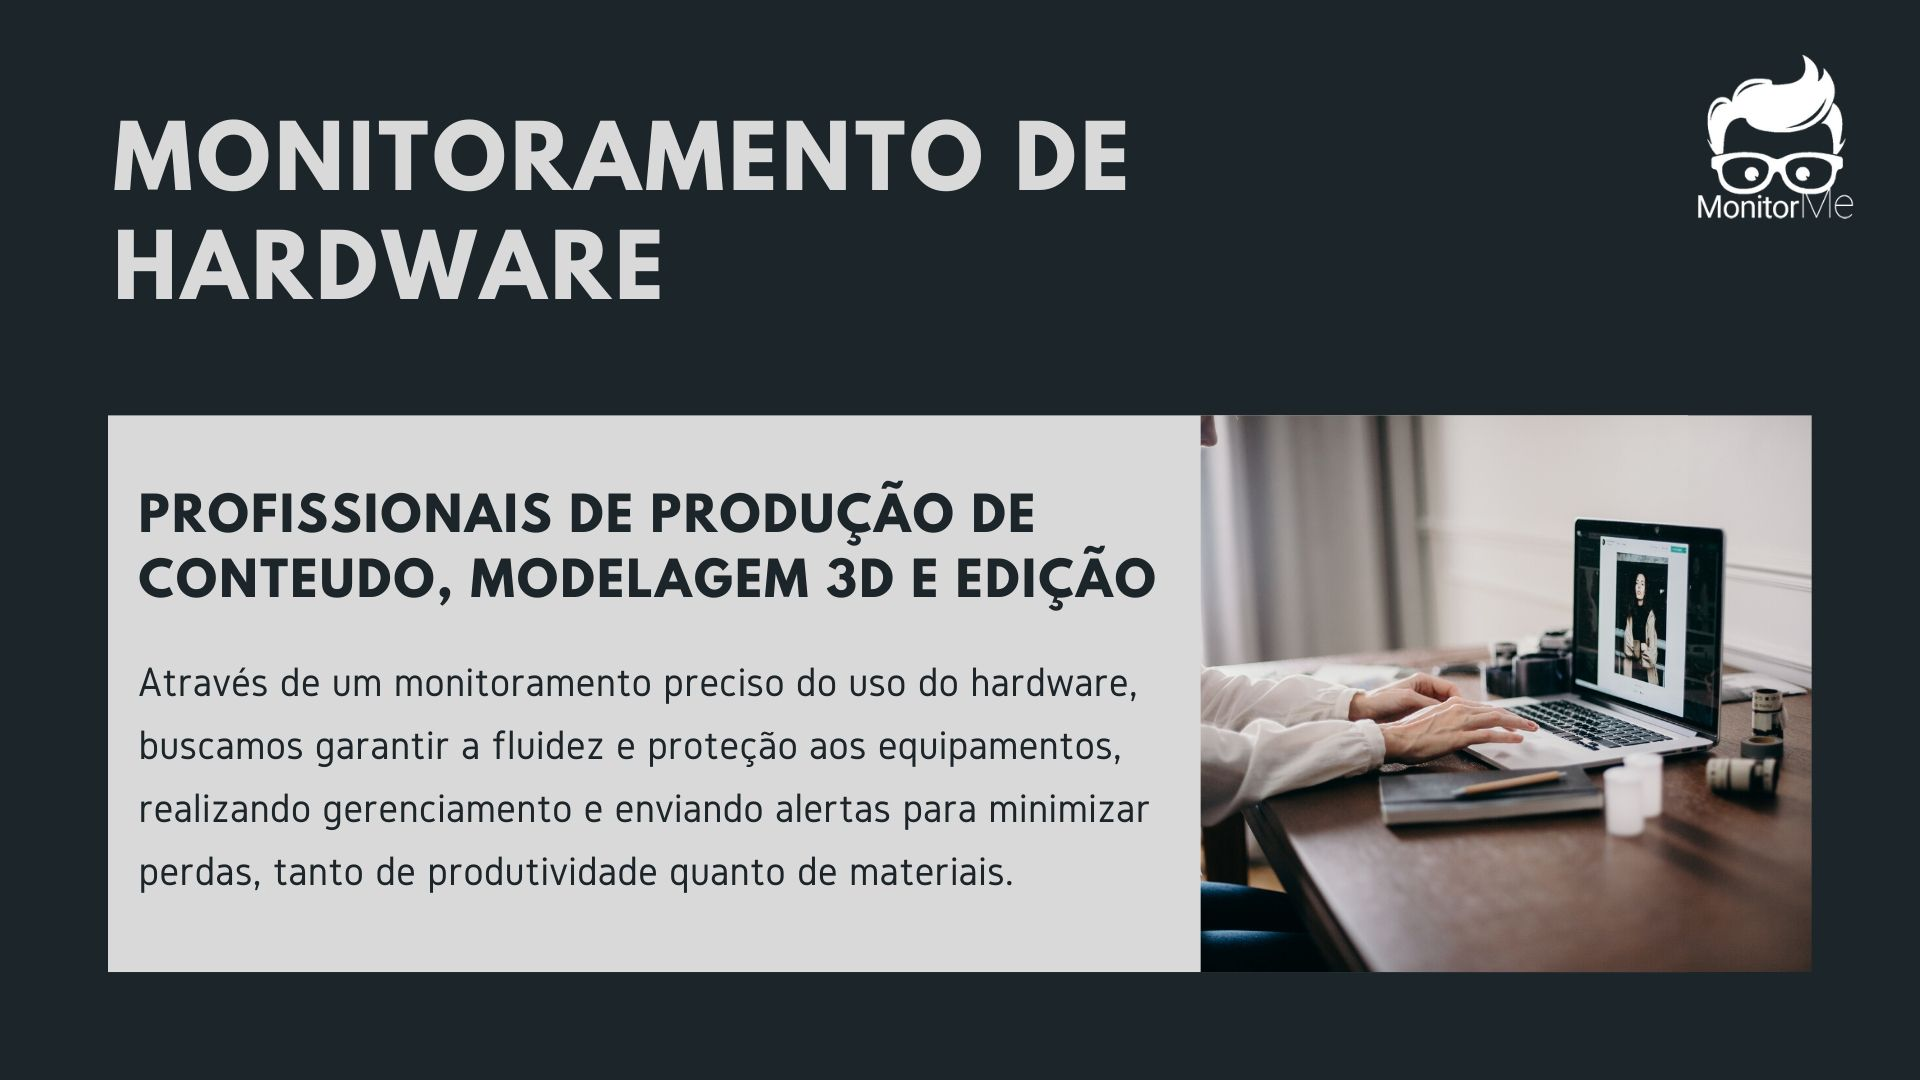 MONITORAMENTO DE
HARDWARE
MonitorMe
PROFISSIONAIS DE PRODUÇÃO DE
CONTEUDO, MODELAGEM 3D E EDIÇÃO
Através de um monitoramento preciso do uso do hardware,
buscamos garantir a fluidez e proteção aos equipamentos,
realizando gerenciamento e enviando alertas para minimizar
perdas, tanto de produtividade quanto de materiais.